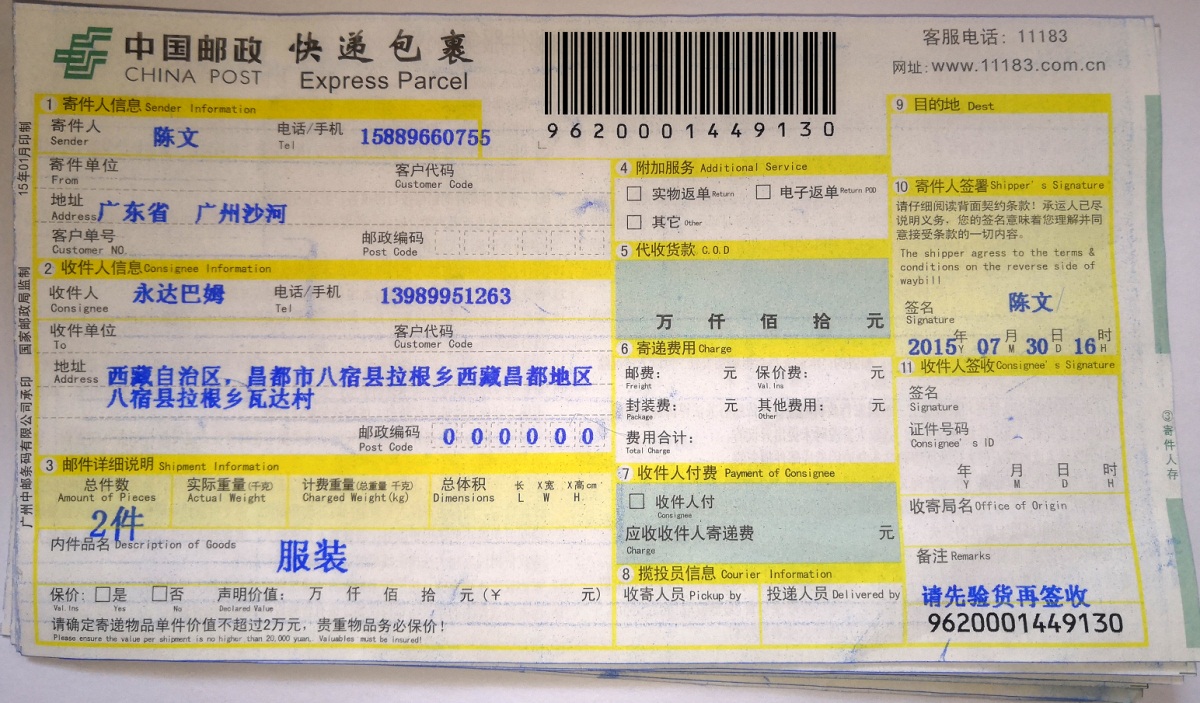 中国邮政 快递包裹
CHINA POST Express Parcel
9620001449130
客服电话: 11183
网址: www.11183.com.cn
15年01月印制
国家邮政局监制
广州中邮条码有限公司承印
1 寄件人信息 Sender Information
寄件人 陈文 电话/手机 15889660755
Sender Tel
寄件单位 客户代码
From Customer Code
地址 广东省 广州沙河
Address
客户单号 邮政编码
Customer NO. Post Code
2 收件人信息 Consignee Information
收件人 永达巴姆 电话/手机 13989951263
Consignee Tel
收件单位 客户代码
To Customer Code
地址 西藏自治区，昌都市八宿县拉根乡西藏昌都地区
Address 八宿县拉根乡瓦达村
邮政编码 0 0 0 0 0 0
Post Code
3 邮件详细说明 Shipment Information
总件数 实际重量(千克) 计费重量(总重量 千克) 总体积 长 X宽 X高cm³
Amount of Pieces Actual Weight Charged Weight(kg) Dimensions L W H
2件
内件品名 Description of Goods 服装
保价: 是 否 声明价值: 万 仟 佰 拾 元(¥ 元)
Val. Ins Yes No Declared Value
请确定寄递物品单件价值不超过2万元，贵重物品务必保价!
Please ensure the value per shipment is no higher than 20,000 yuan. Valuables must be insured!
4 附加服务 Additional Service
实物返单 Return 电子返单 Return POD
其它 Other
5 代收货款 C.O.D
万 仟 佰 拾 元
6 寄递费用 Charge
邮费: 元 保价费: 元
Freight Val. Ins
封装费: 元 其他费用: 元
Package Other
费用合计:
Total Charge
7 收件人付费 Payment of Consignee
收件人付
Consignee
应收收件人寄递费 元
Charge
8 揽投员信息 Courier Information
收寄人员 Pickup by 投递人员 Delivered by
9 目的地 Dest
10 寄件人签署 Shipper's Signature
请仔细阅读背面契约条款! 承运人已尽
说明义务，您的签名意味着您理解并同
意接受条款的一切内容。
The shipper agress to the terms &
conditions on the reverse side of
waybill
签名 陈文
Signature
2015年 07月 30日 16时
Y M D H
11 收件人签收 Consignee's Signature
签名
Signature
证件号码
Consignee's ID
年 月 日 时
Y M D H
收寄局名 Office of Origin
备注 Remarks
请先验货再签收
9620001449130
②寄件人存